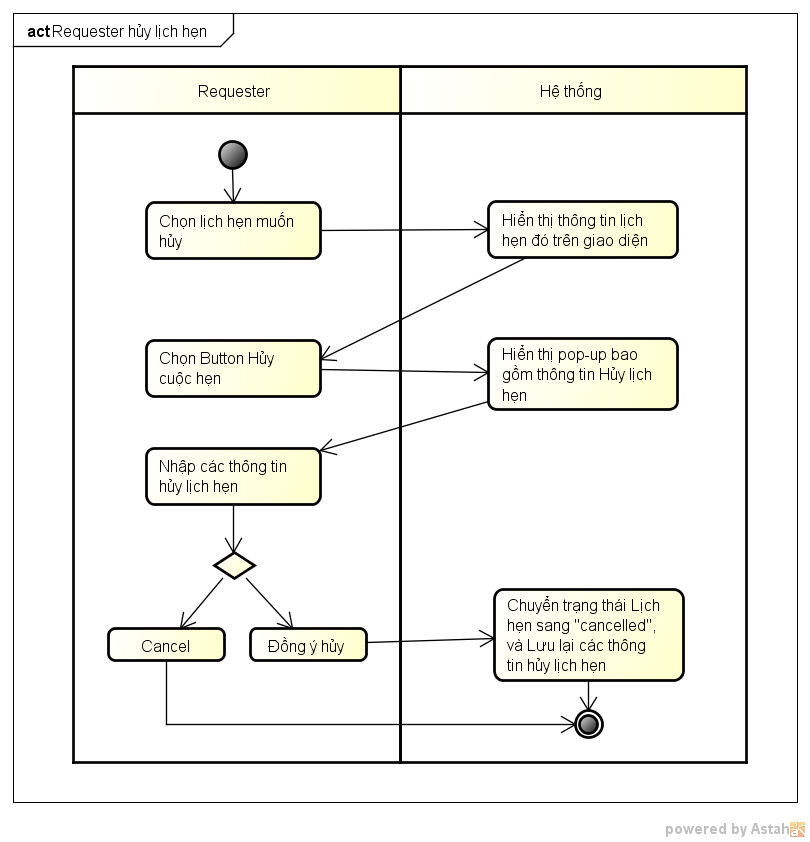 act Requester hủy lịch hẹn
Requester
Hệ thống
Chọn lịch hẹn muốn
hủy
Hiển thị thông tin lịch
hẹn đó trên giao diện
Chọn Button Hủy
cuộc hẹn
Hiển thị pop-up bao
gồm thông tin Hủy lịch
hẹn
Nhập các thông tin
hủy lịch hẹn
Cancel
Đồng ý hủy
Chuyển trạng thái Lịch
hẹn sang "cancelled",
và Lưu lại các thông
tin hủy lịch hẹn
powered by Astah